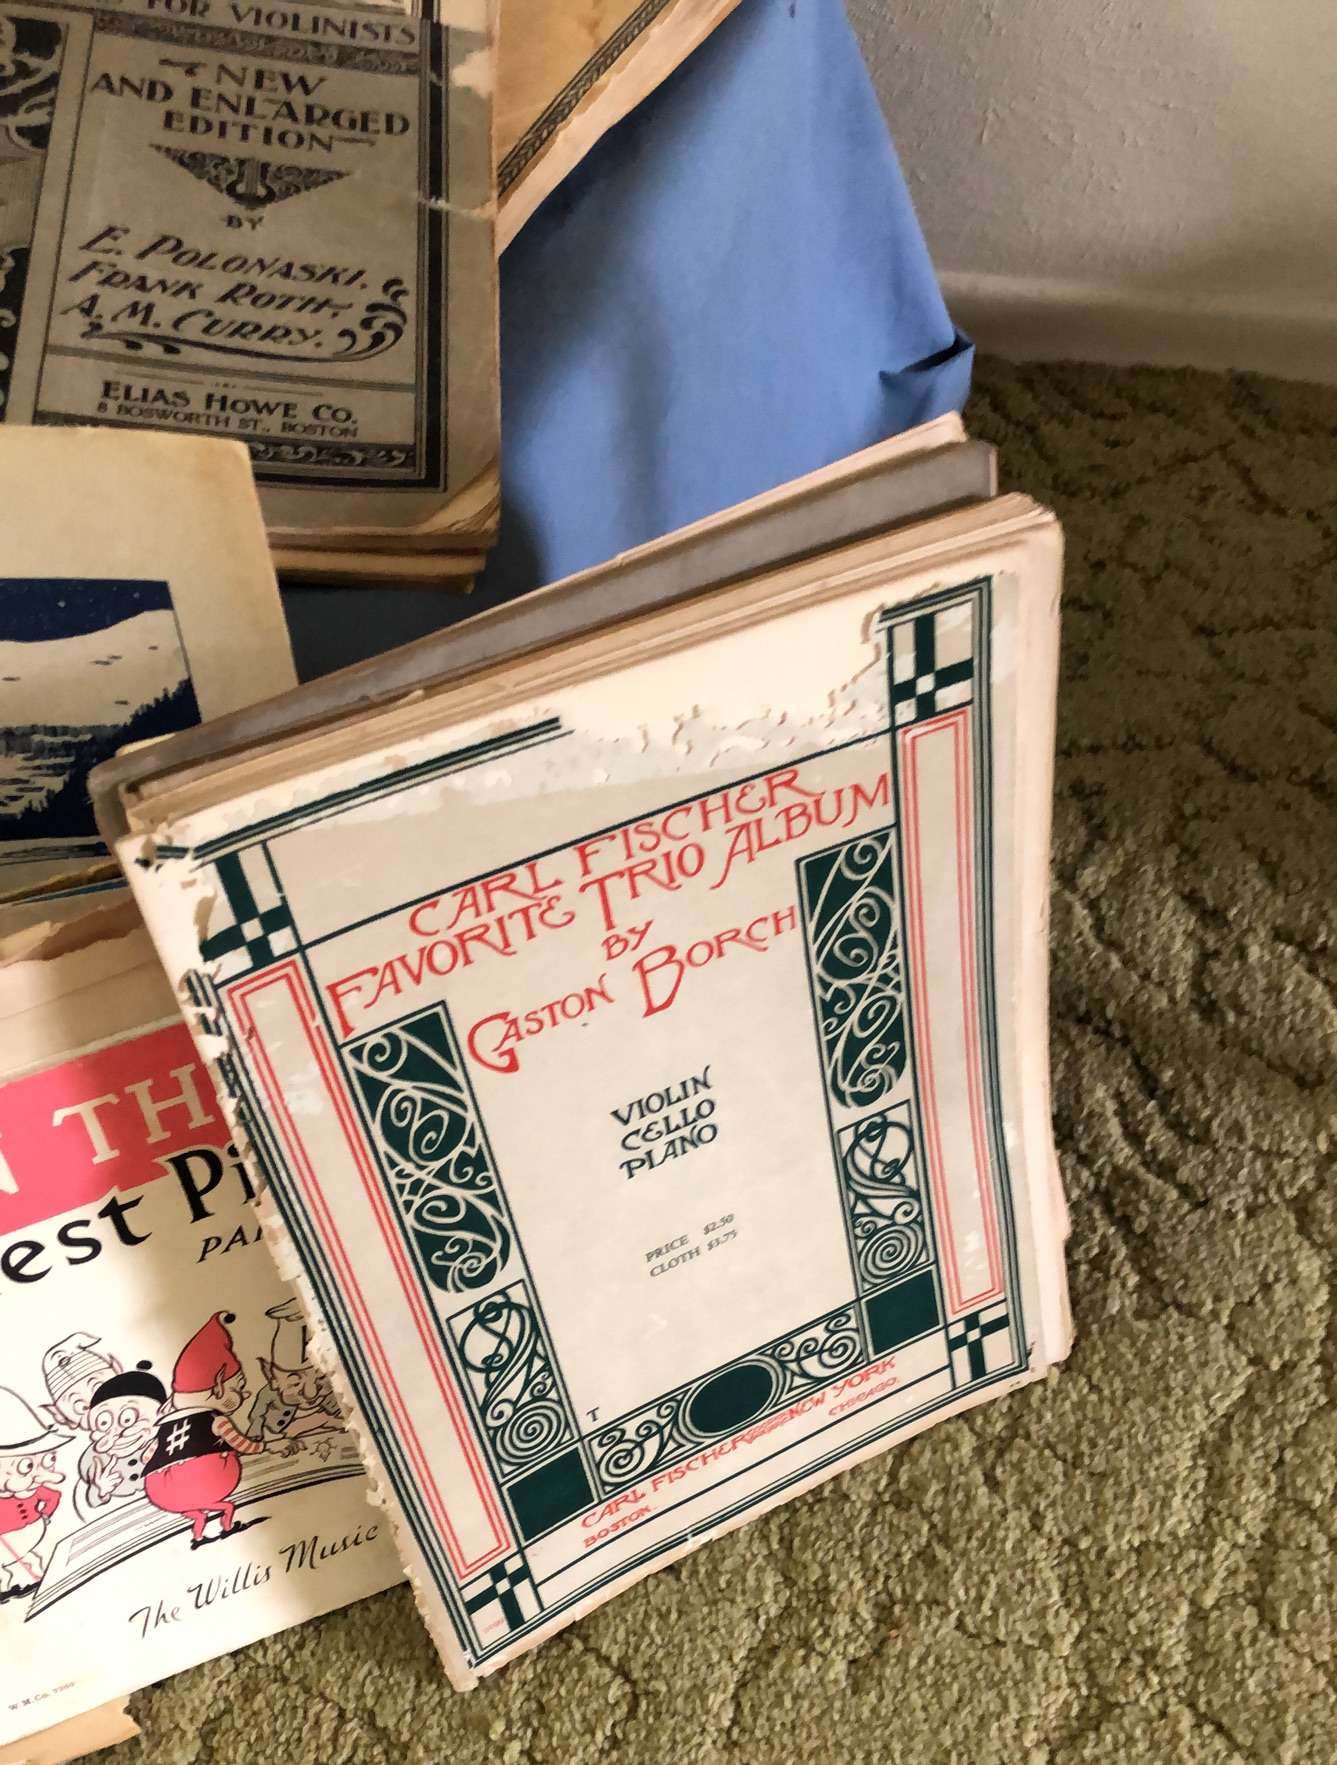 FOR VIOLINISTS
NEW
AND ENLARGED
EDITION
BY
E. POLONASKI,
FRANK ROTH,
A. M. CURRY.
ELIAS HOWE CO.
8 BOSWORTH ST., BOSTON
CARL FISCHER
FAVORITE TRIO ALBUM
BY
GASTON BORCH
VIOLIN
CELLO
PIANO
PRICE $2.50
CLOTH $3.75
T
CARL FISCHER NEW YORK
BOSTON. CHICAGO.
TH
est Pi
PA
#
The Willis Music
W.M.Co.